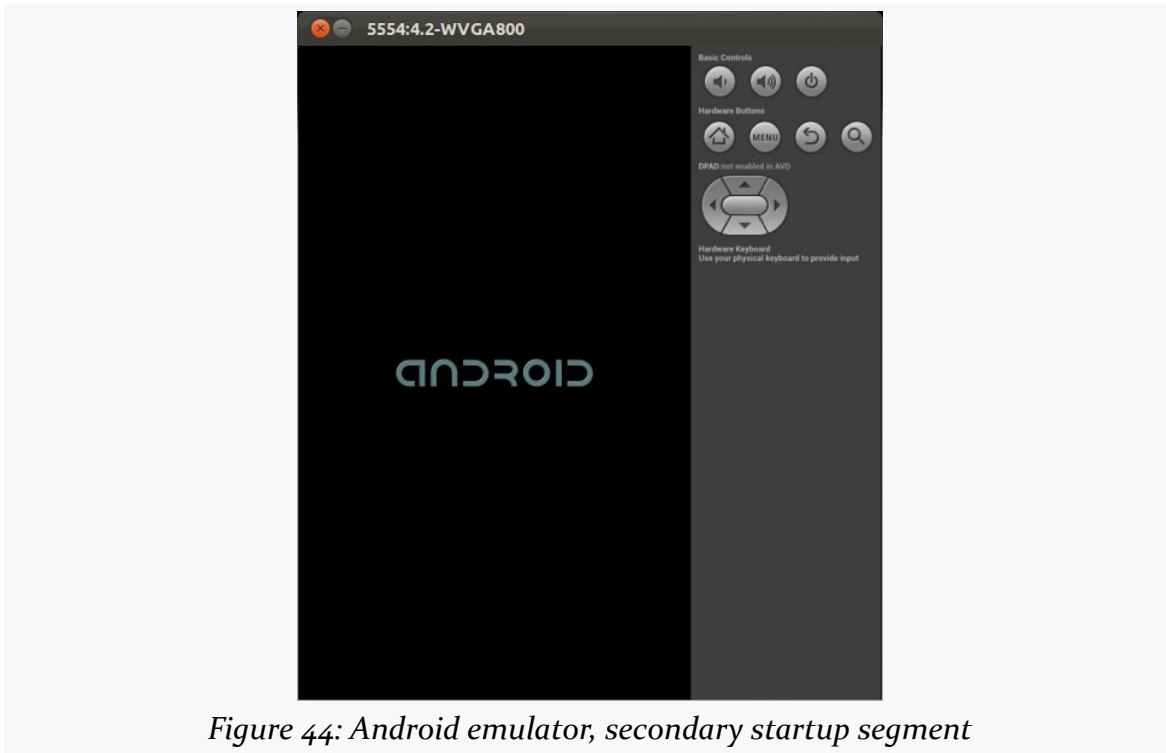 5554:4.2-WVGA800
Basic Controls
Hardware Buttons
MENU
DPAD not enabled in AVD
Hardware Keyboard
Use your physical keyboard to provide input
ANDROID
Figure 44: Android emulator, secondary startup segment